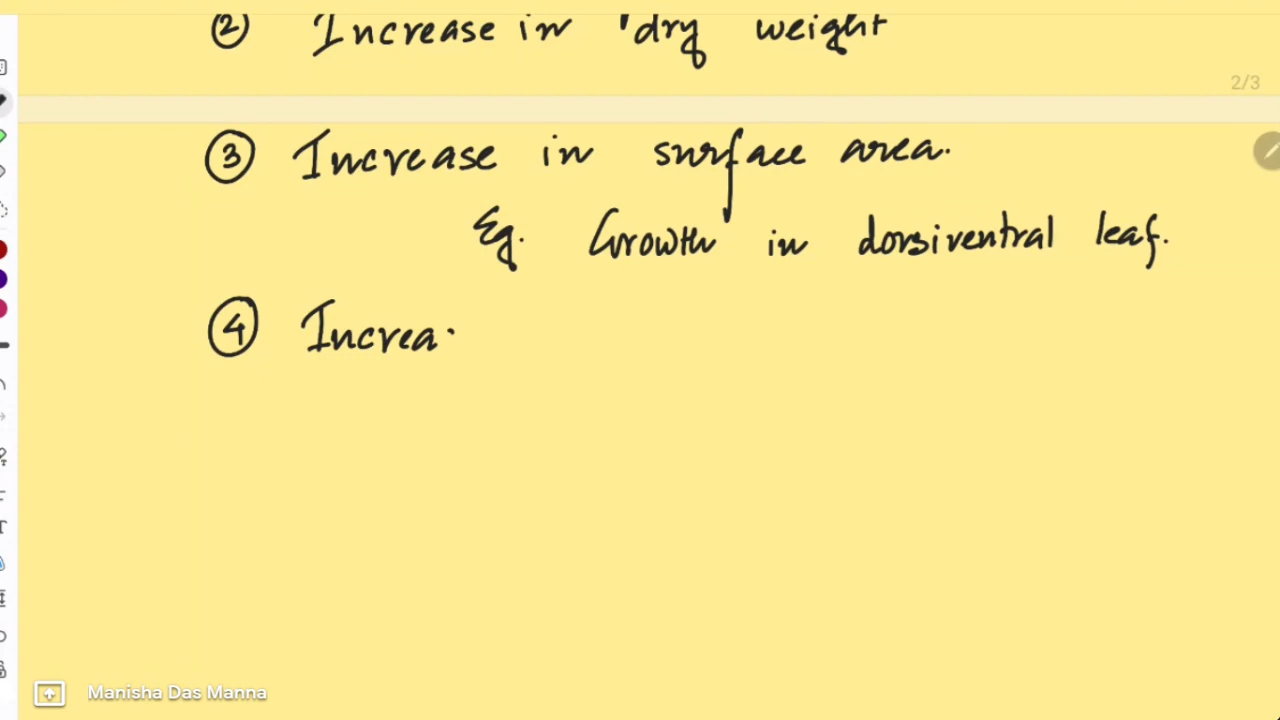 ② Increase in dry weight
2/3
③ Increase in surface area.
Eg. Growth in dorsiventral leaf.
④ Increa
Manisha Das Manna